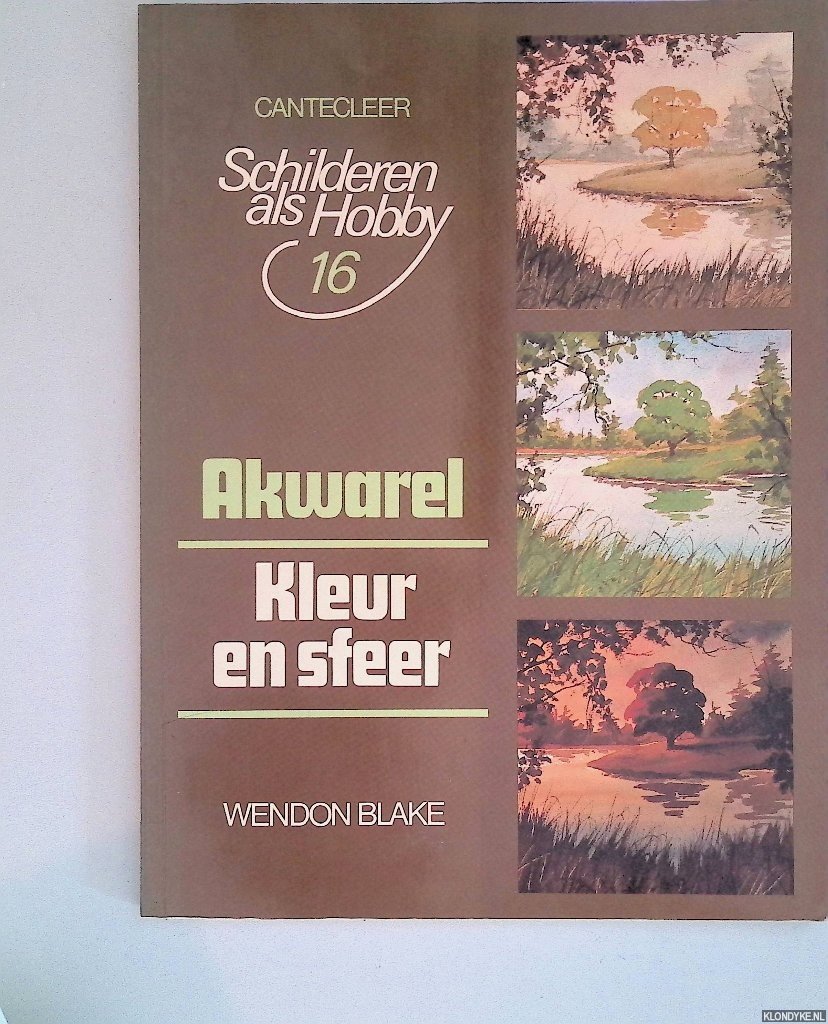 CANTECLEER
Schilderen
als Hobby
16
Akwarel
Kleur
en sfeer
WENDON BLAKE
KLONDYKE.NL